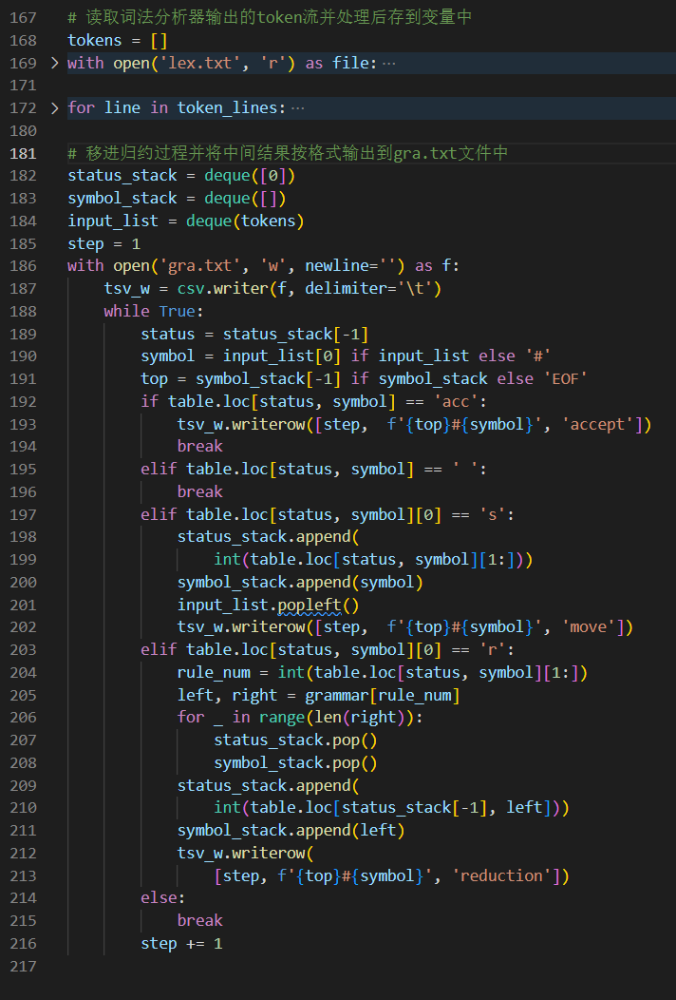 167 # 读取词法分析器输出的token流并处理后存到变量中
168 tokens = []
169 > with open('lex.txt', 'r') as file:···
171
172 > for line in token_lines:···
180
181 # 移进归约过程并将中间结果按格式输出到gra.txt文件中
182 status_stack = deque([0])
183 symbol_stack = deque([])
184 input_list = deque(tokens)
185 step = 1
186 with open('gra.txt', 'w', newline='') as f:
187     tsv_w = csv.writer(f, delimiter='\t')
188     while True:
189         status = status_stack[-1]
190         symbol = input_list[0] if input_list else '#'
191         top = symbol_stack[-1] if symbol_stack else 'EOF'
192         if table.loc[status, symbol] == 'acc':
193             tsv_w.writerow([step,  f'{top}#{symbol}', 'accept'])
194             break
195         elif table.loc[status, symbol] == ' ':
196             break
197         elif table.loc[status, symbol][0] == 's':
198             status_stack.append(
199                 int(table.loc[status, symbol][1:]))
200             symbol_stack.append(symbol)
201             input_list.popleft()
202             tsv_w.writerow([step,  f'{top}#{symbol}', 'move'])
203         elif table.loc[status, symbol][0] == 'r':
204             rule_num = int(table.loc[status, symbol][1:])
205             left, right = grammar[rule_num]
206             for _ in range(len(right)):
207                 status_stack.pop()
208                 symbol_stack.pop()
209             status_stack.append(
210                 int(table.loc[status_stack[-1], left]))
211             symbol_stack.append(left)
212             tsv_w.writerow(
213                 [step, f'{top}#{symbol}', 'reduction'])
214         else:
215             break
216         step += 1
217